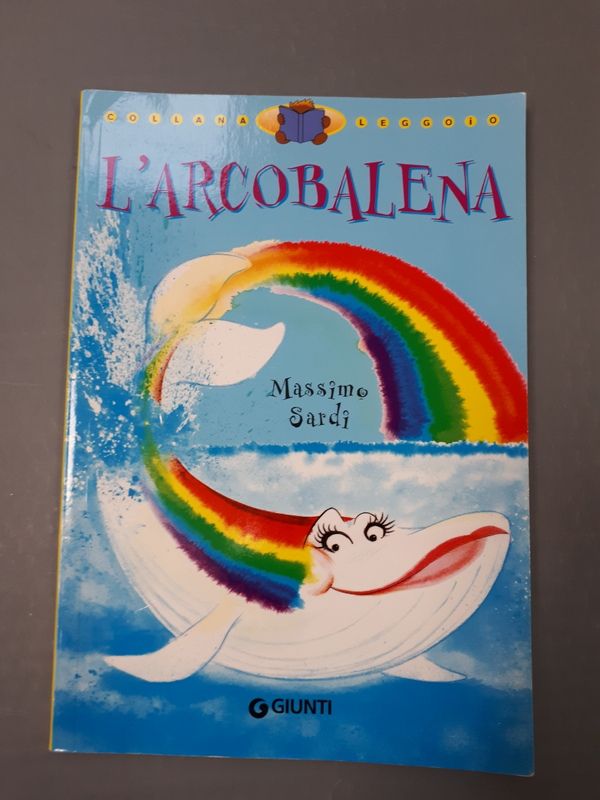 COLLANA LEGGOiO
L'ARCOBALENA
Massimo
Sardi
GIUNTI